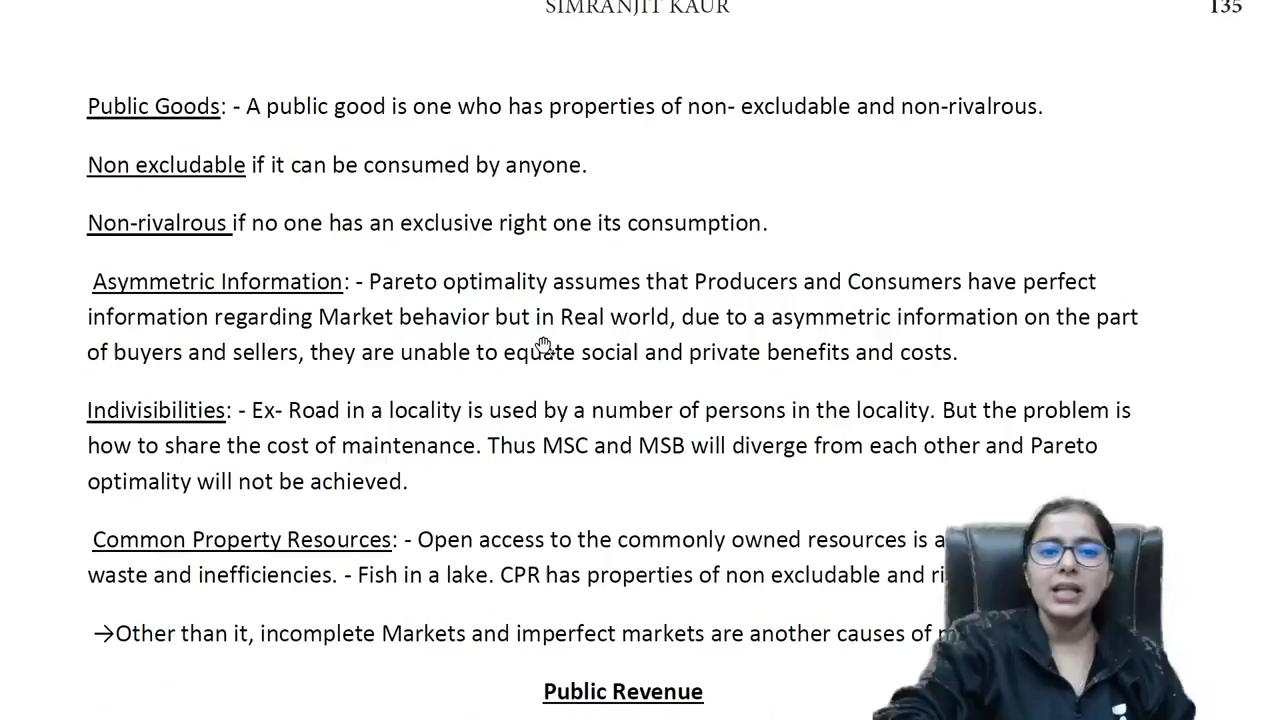 SIMRANJIT KAUR 135
Public Goods: - A public good is one who has properties of non- excludable and non-rivalrous.
Non excludable if it can be consumed by anyone.
Non-rivalrous if no one has an exclusive right one its consumption.
Asymmetric Information: - Pareto optimality assumes that Producers and Consumers have perfect
information regarding Market behavior but in Real world, due to a asymmetric information on the part
of buyers and sellers, they are unable to equate social and private benefits and costs.
Indivisibilities: - Ex- Road in a locality is used by a number of persons in the locality. But the problem is
how to share the cost of maintenance. Thus MSC and MSB will diverge from each other and Pareto
optimality will not be achieved.
Common Property Resources: - Open access to the commonly owned resources is a
waste and inefficiencies. - Fish in a lake. CPR has properties of non excludable and
→Other than it, incomplete Markets and imperfect markets are another causes of
Public Revenue